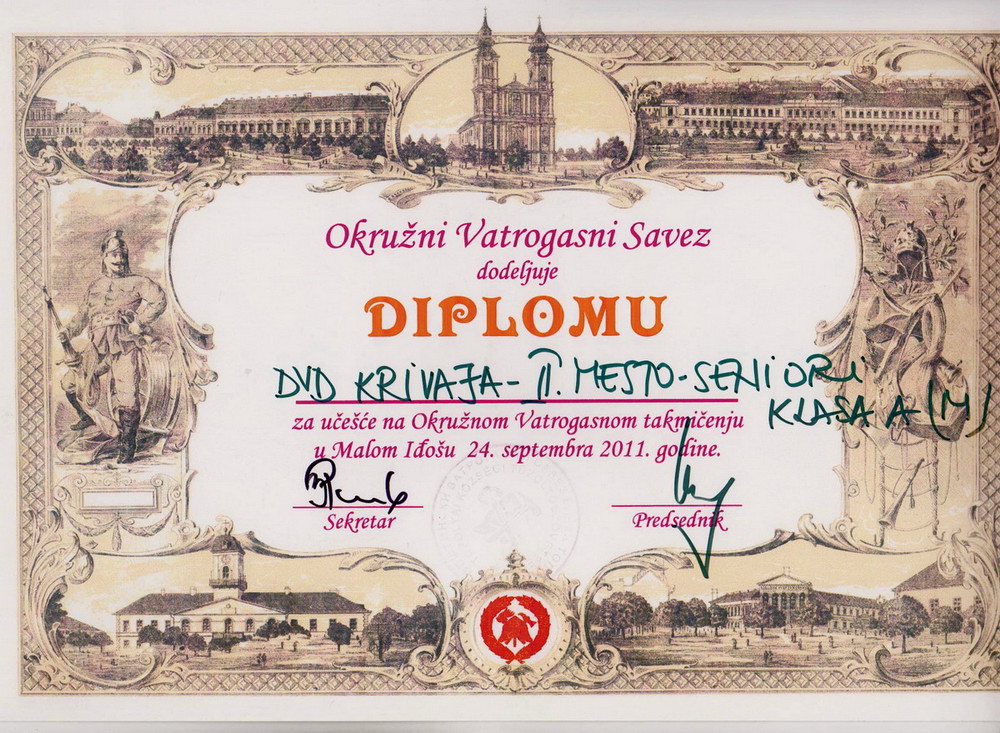 Okružni Vatrogasni Savez
dodeljuje
DIPLOMU
DVD KRIVAJA - II. MESTO - SENIORI
KLASA A (M)
za učešće na Okružnom Vatrogasnom takmičenju
u Malom Iđošu 24. septembra 2011. godine.
Sekretar
Predsednik